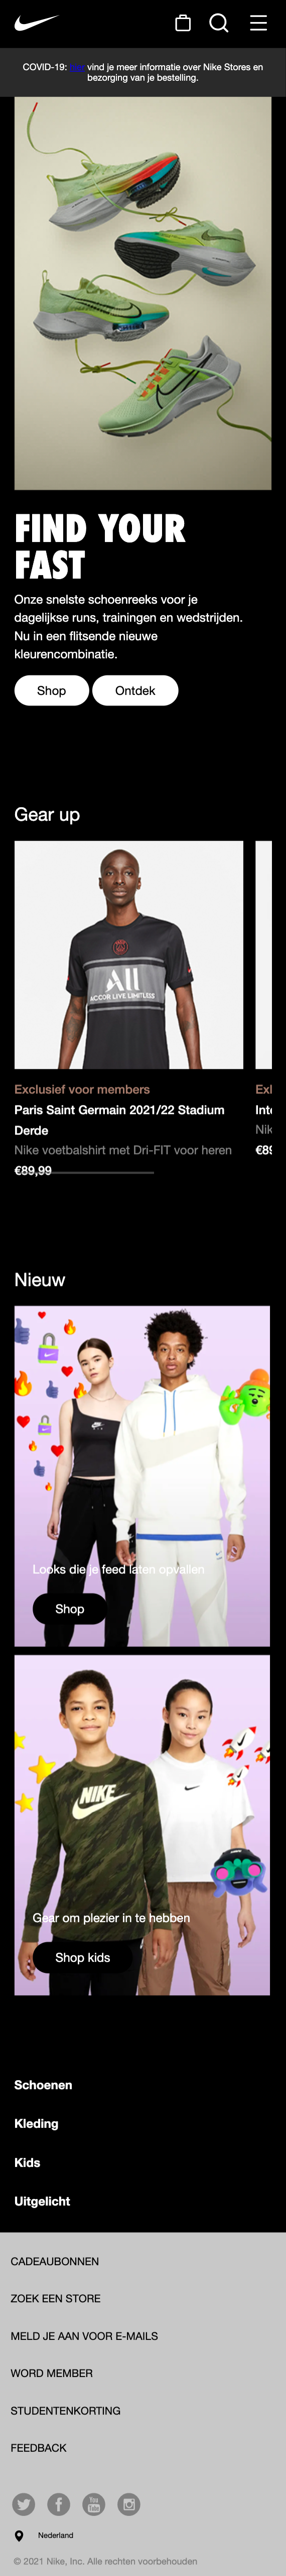 COVID-19: vind je meer informatie over Nike Stores en
bezorging van je bestelling.
FIND YOUR
FAST
Onze snelste schoenreeks voor je
dagelijkse runs, trainingen en wedstrijden.
Nu in een flitsende nieuwe
kleurencombinatie.
Shop Ontdek
Gear up
All
ACCOR LIVE LIMITLESS
Exclusief voor members
Paris Saint Germain 2021/22 Stadium
Derde
Nike voetbalshirt met Dri-FIT voor heren
€89,99
Nieuw
Looks die je feed laten opvallen
Shop
NIKE
Gear om plezier in te hebben
Shop kids
Schoenen
Kleding
Kids
Uitgelicht
CADEAUBONNEN
ZOEK EEN STORE
MELD JE AAN VOOR E-MAILS
WORD MEMBER
STUDENTENKORTING
FEEDBACK
You
Tube
Nederland
© 2021 Nike, Inc. Alle rechten voorbehouden